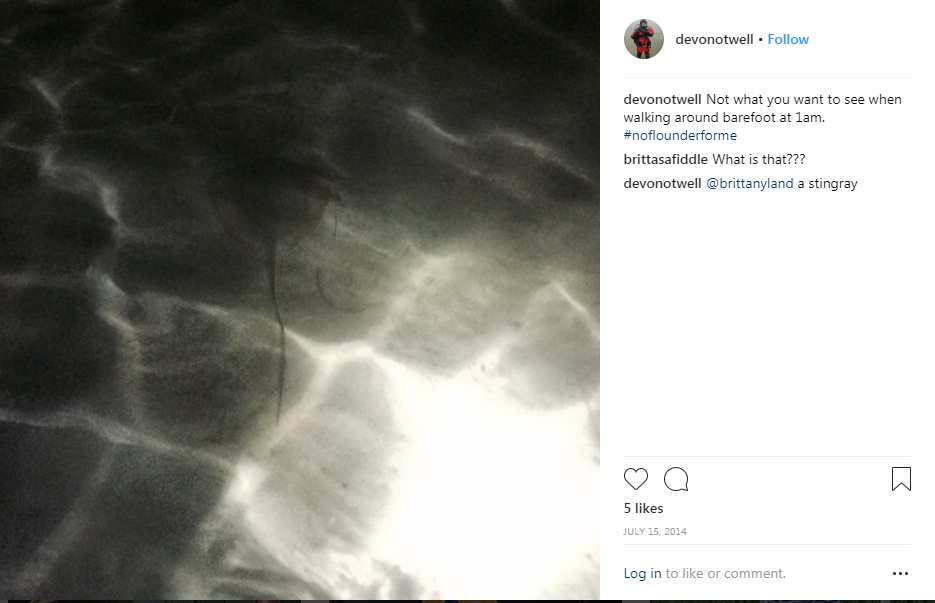 devonotwell • Follow
devonotwell Not what you want to see when
walking around barefoot at 1am.
#noflounderforme
brittasafiddle What is that???
devonotwell @brittanyland a stingray
5 likes
JULY 15, 2014
Log in to like or comment.